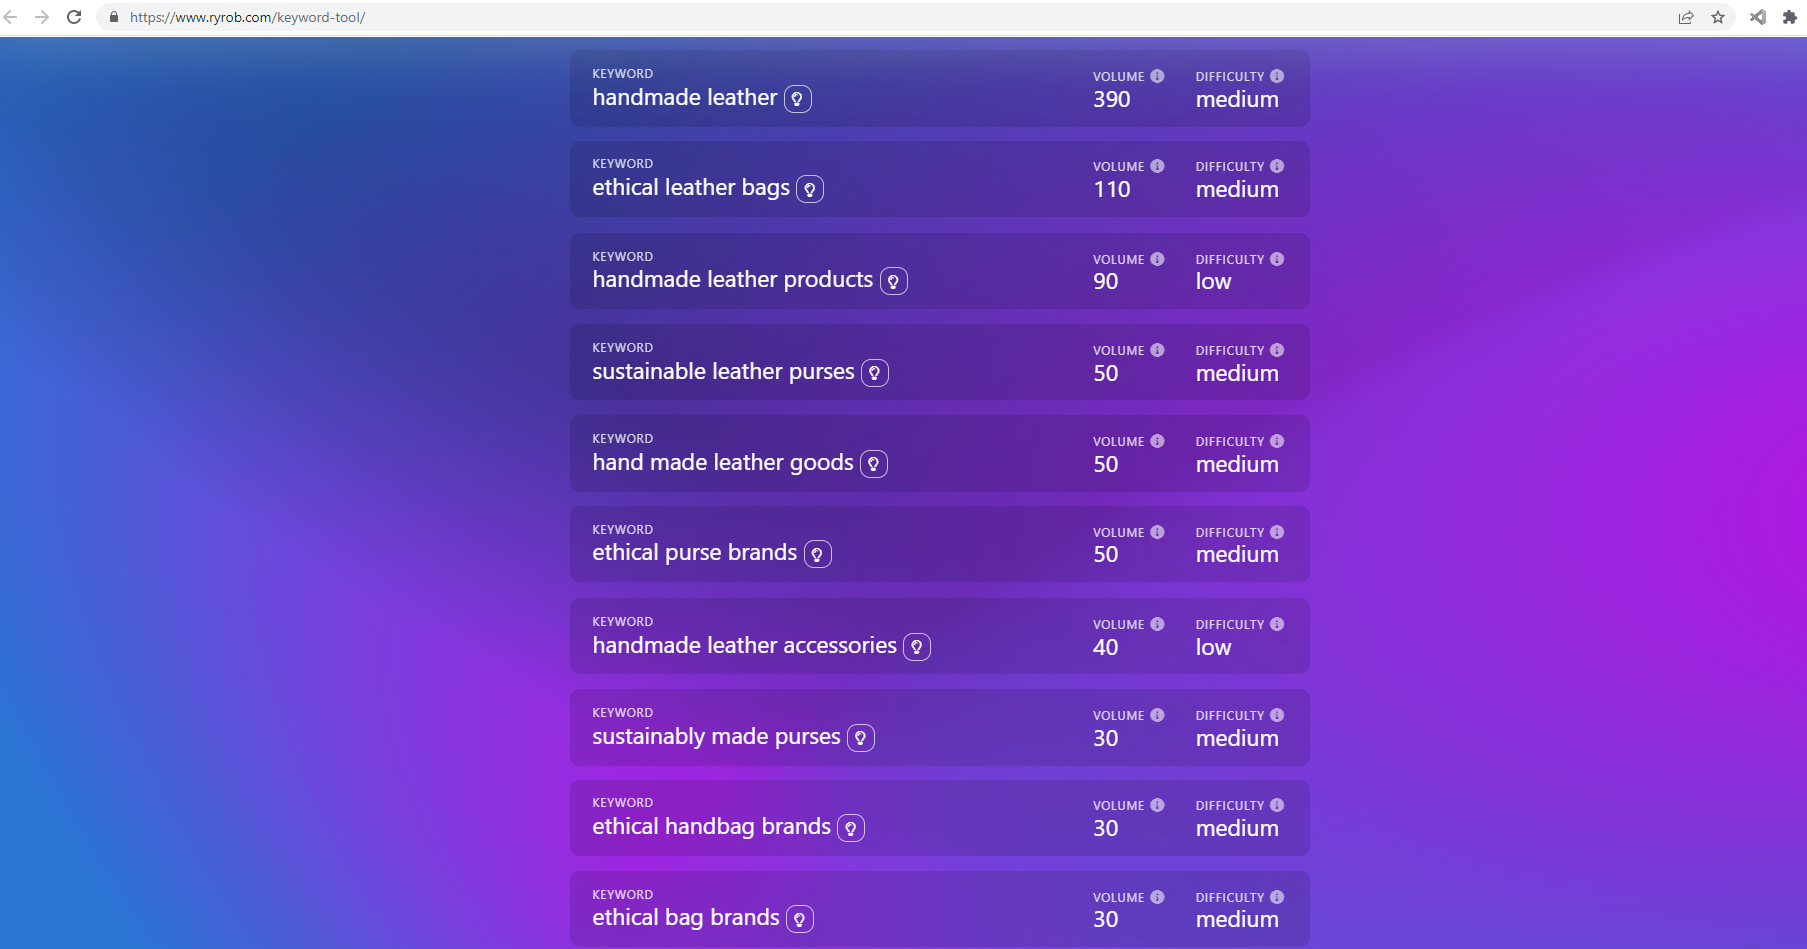 https://www.ryrob.com/keyword-tool/
KEYWORD VOLUME DIFFICULTY
handmade leather 390 medium
KEYWORD VOLUME DIFFICULTY
ethical leather bags 110 medium
KEYWORD VOLUME DIFFICULTY
handmade leather products 90 low
KEYWORD VOLUME DIFFICULTY
sustainable leather purses 50 medium
KEYWORD VOLUME DIFFICULTY
hand made leather goods 50 medium
KEYWORD VOLUME DIFFICULTY
ethical purse brands 50 medium
KEYWORD VOLUME DIFFICULTY
handmade leather accessories 40 low
KEYWORD VOLUME DIFFICULTY
sustainably made purses 30 medium
KEYWORD VOLUME DIFFICULTY
ethical handbag brands 30 medium
KEYWORD VOLUME DIFFICULTY
ethical bag brands 30 medium